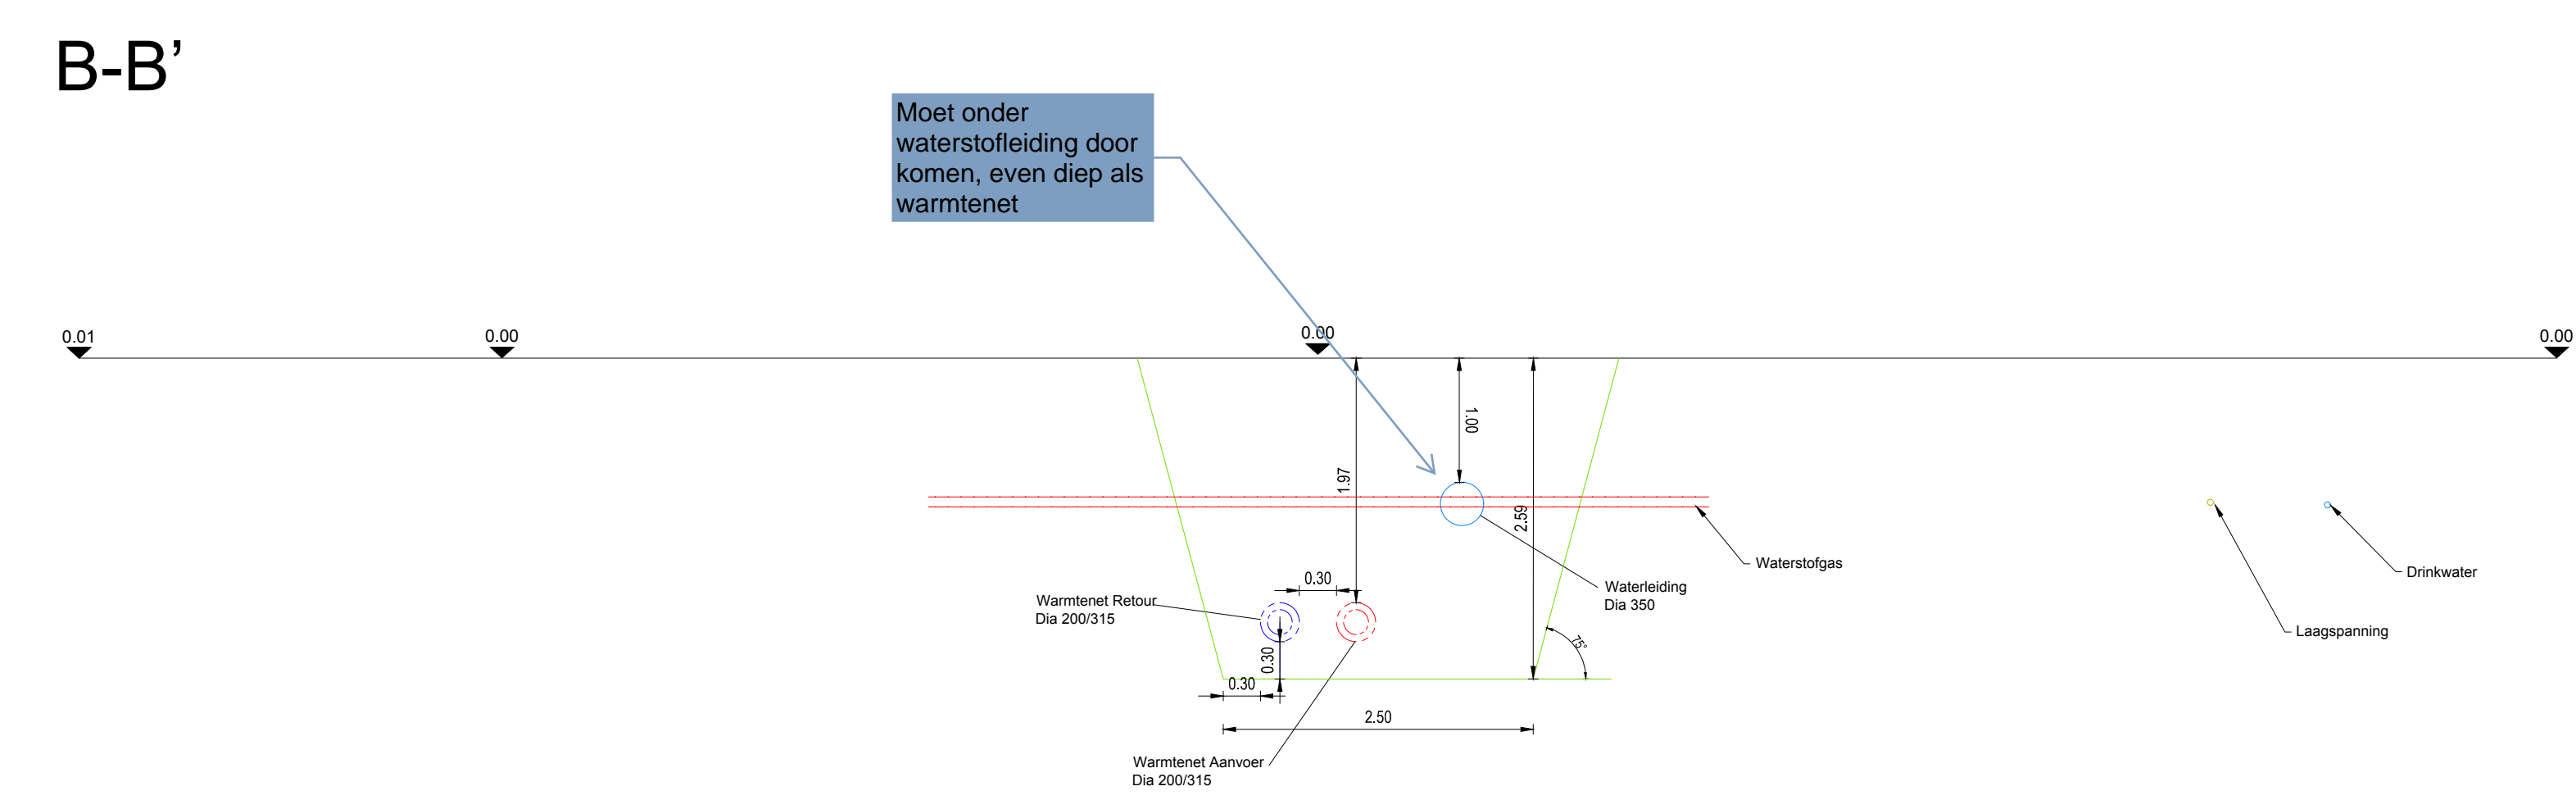 B-B’
Moet onder
waterstofleiding door
komen, even diep als
warmtenet
0.01
0.00
0.00
0.00
1.00
1.97
2.59
Waterstofgas
Drinkwater
0.30
Waterleiding
Dia 350
Warmtenet Retour
Dia 200/315
Laagspanning
75°
0.30
0.30
2.50
Warmtenet Aanvoer
Dia 200/315